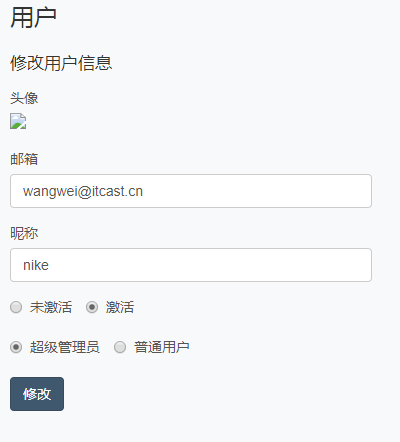 用户
修改用户信息
头像
邮箱
wangwei@itcast.cn
昵称
nike
未激活 激活
超级管理员 普通用户
修改